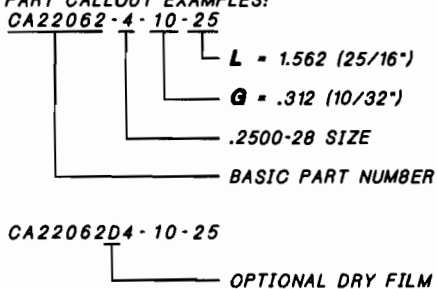 PART CALLOUT EXAMPLES:
CA22062-4-10-25
L = 1.562 (25/16")
G = .312 (10/32")
.2500-28 SIZE
BASIC PART NUMBER
CA22062D4-10-25
OPTIONAL DRY FILM